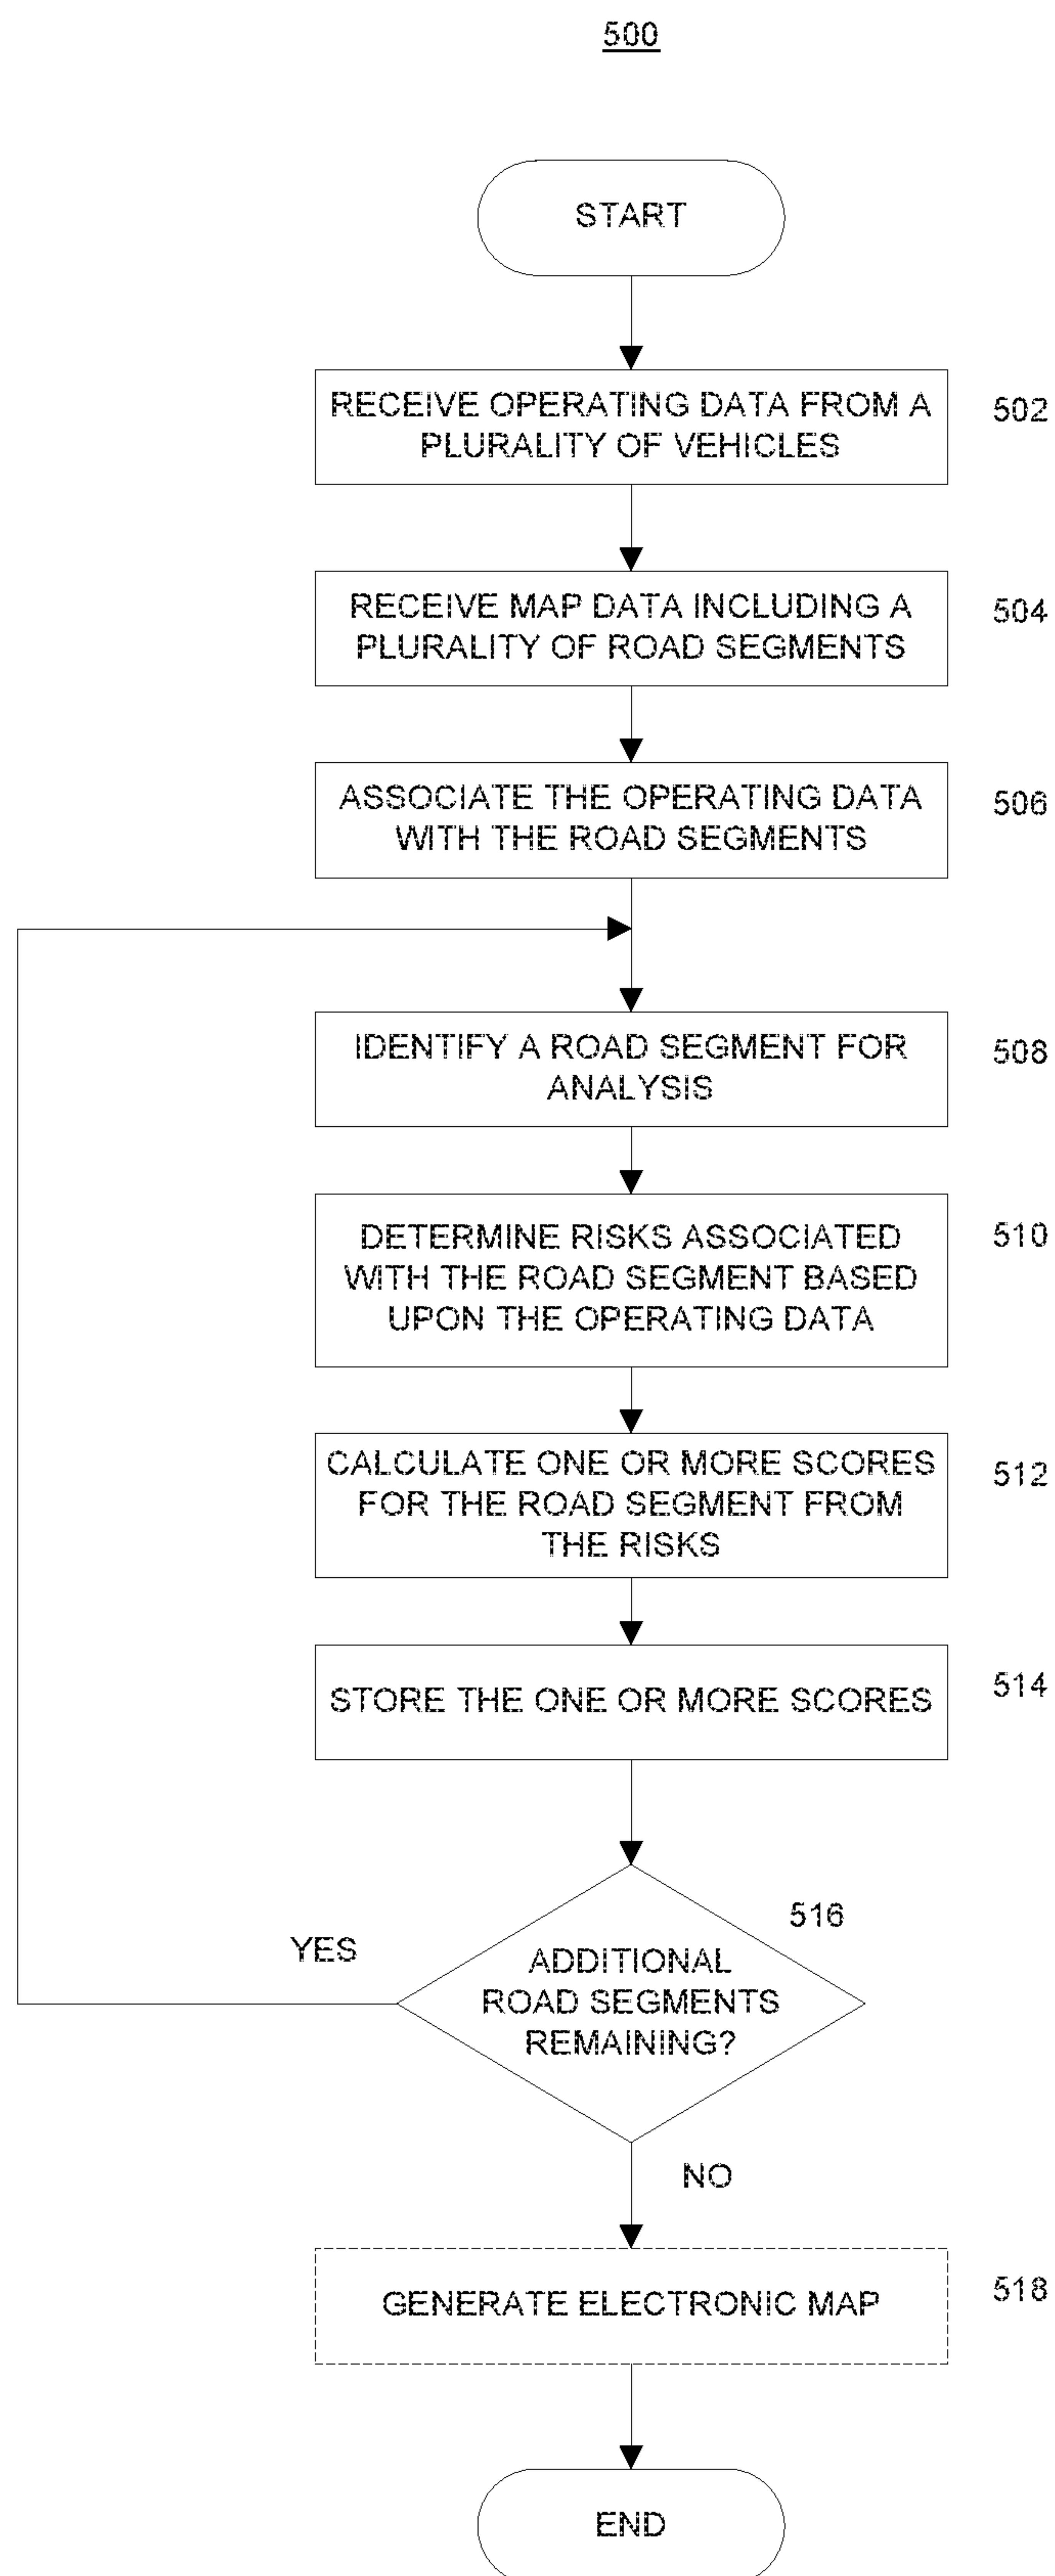 500
START
RECEIVE OPERATING DATA FROM A
PLURALITY OF VEHICLES
502
RECEIVE MAP DATA INCLUDING A
PLURALITY OF ROAD SEGMENTS
504
ASSOCIATE THE OPERATING DATA
WITH THE ROAD SEGMENTS
506
IDENTIFY A ROAD SEGMENT FOR
ANALYSIS
508
DETERMINE RISKS ASSOCIATED
WITH THE ROAD SEGMENT BASED
UPON THE OPERATING DATA
510
CALCULATE ONE OR MORE SCORES
FOR THE ROAD SEGMENT FROM
THE RISKS
512
STORE THE ONE OR MORE SCORES
514
516
YES
ADDITIONAL
ROAD SEGMENTS
REMAINING?
NO
GENERATE ELECTRONIC MAP
518
END